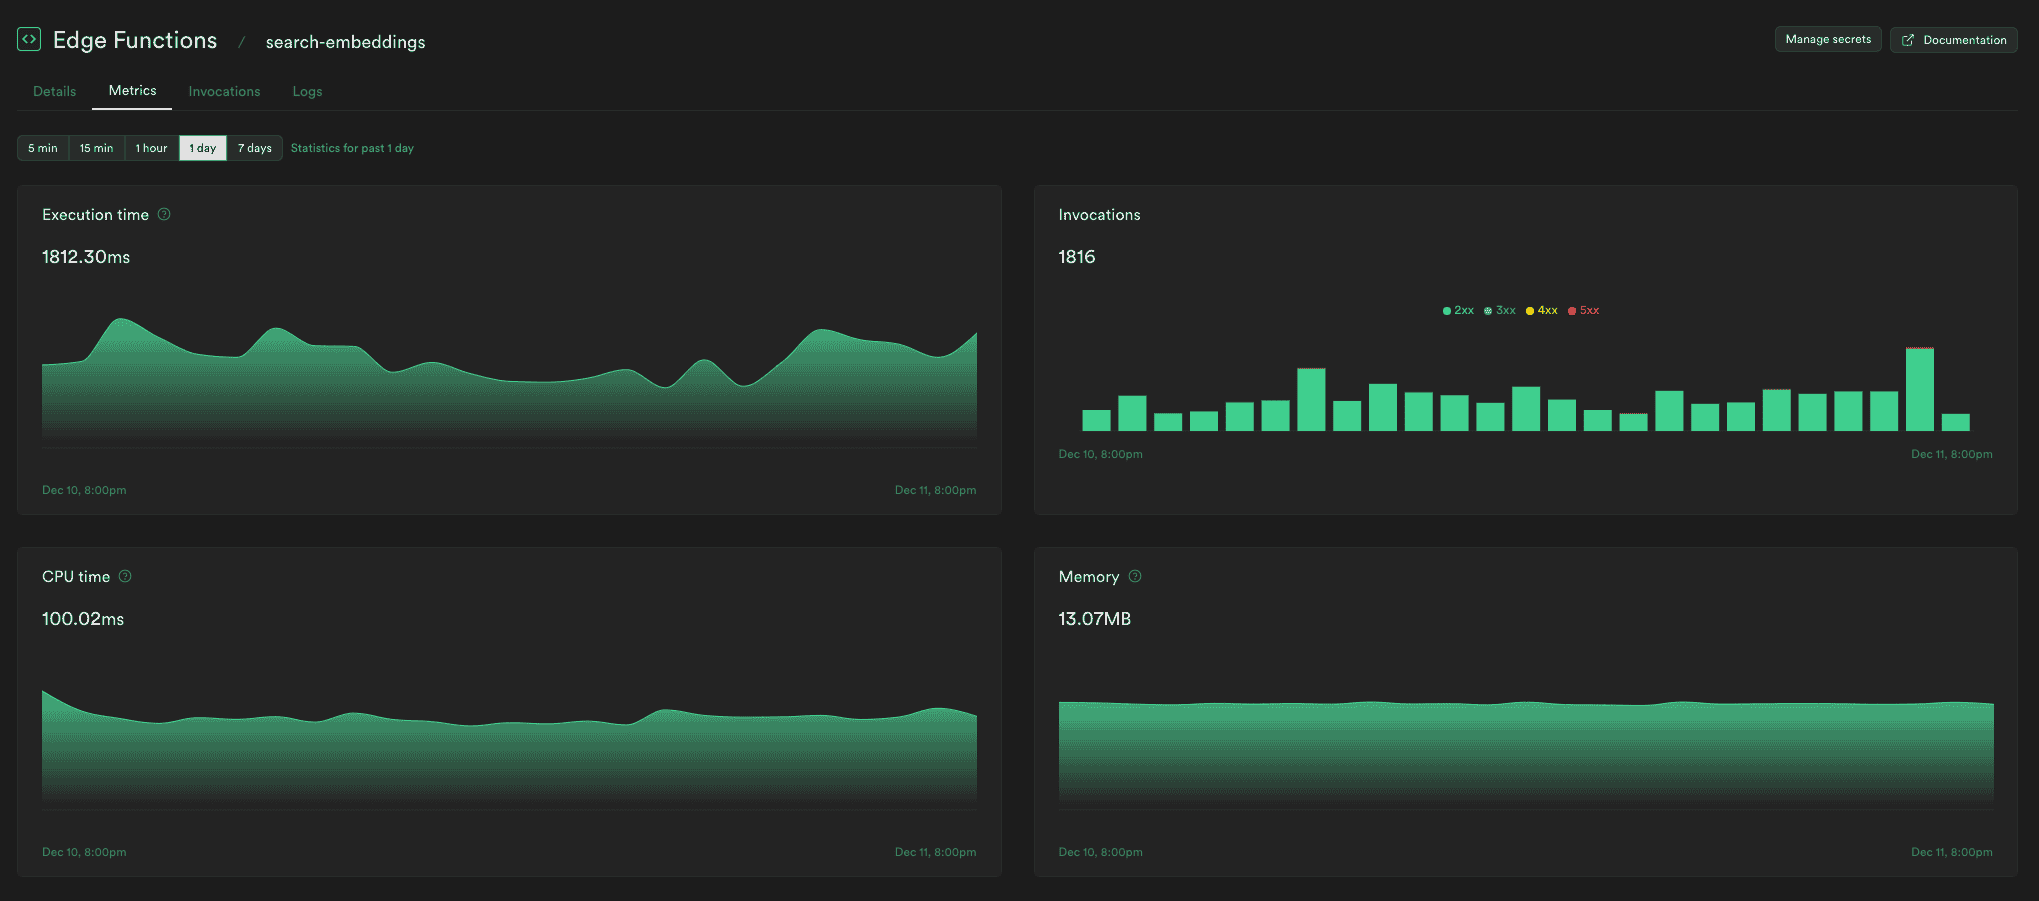 Edge Functions / search-embeddings
Manage secrets
Documentation
Details Metrics Invocations Logs
5 min 15 min 1 hour 1 day 7 days Statistics for past 1 day
Execution time
1812.30ms
Dec 10, 8:00pm Dec 11, 8:00pm
Invocations
1816
2xx 3xx 4xx 5xx
Dec 10, 8:00pm Dec 11, 8:00pm
CPU time
100.02ms
Dec 10, 8:00pm Dec 11, 8:00pm
Memory
13.07MB
Dec 10, 8:00pm Dec 11, 8:00pm